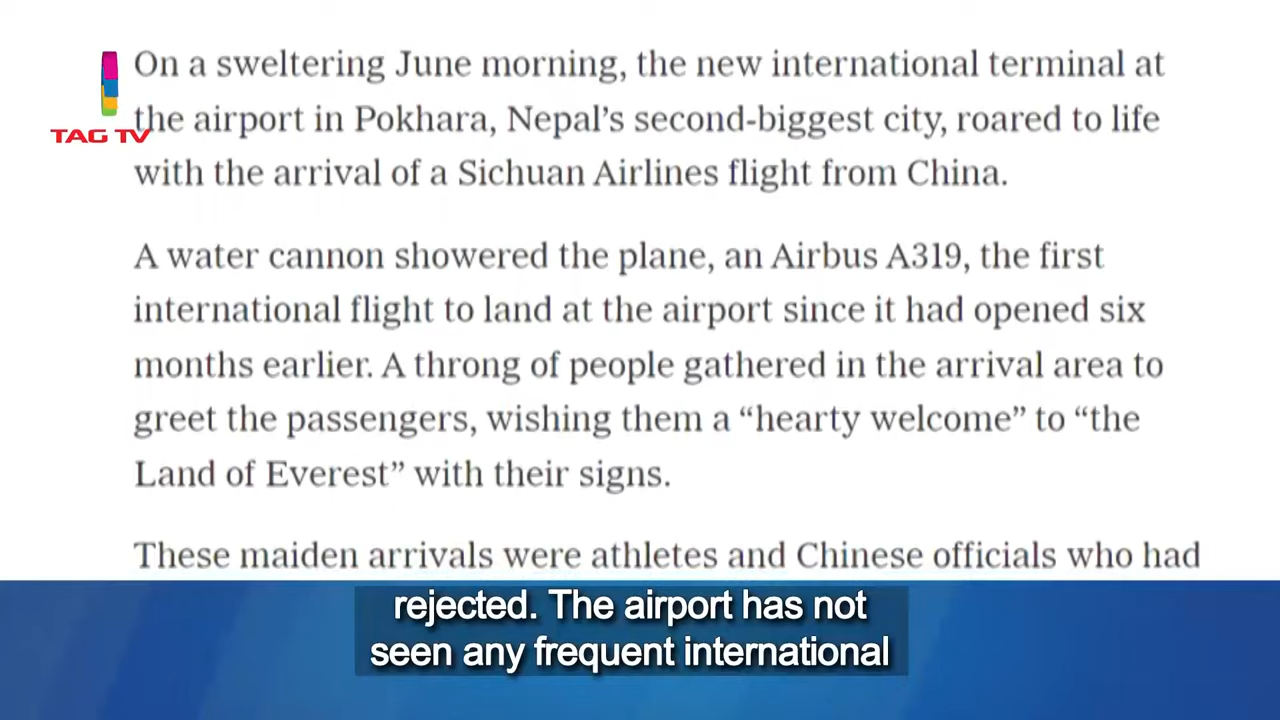 On a sweltering June morning, the new international terminal at
TAG TV
the airport in Pokhara, Nepal's second-biggest city, roared to life
with the arrival of a Sichuan Airlines flight from China.
A water cannon showered the plane, an Airbus A319, the first
international flight to land at the airport since it had opened six
months earlier. A throng of people gathered in the arrival area to
greet the passengers, wishing them a “hearty welcome” to “the
Land of Everest” with their signs.
These maiden arrivals were athletes and Chinese officials who had
rejected. The airport has not
seen any frequent international